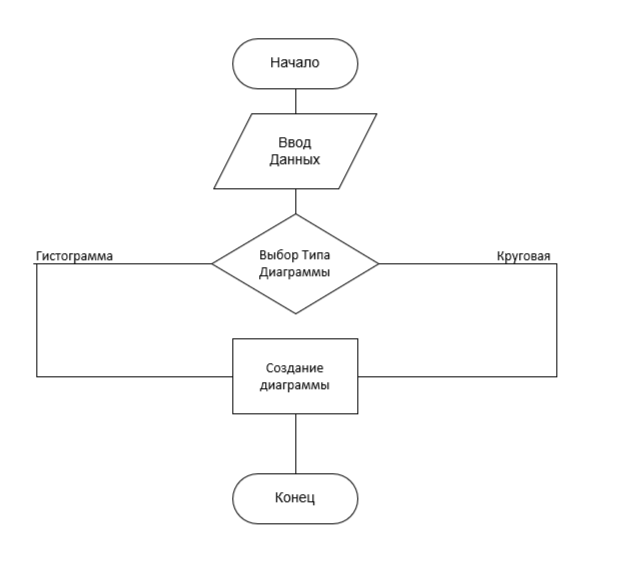 Начало
Ввод
Данных
Гистограмма
Выбор Типа
Диаграммы
Круговая
Создание
диаграммы
Конец